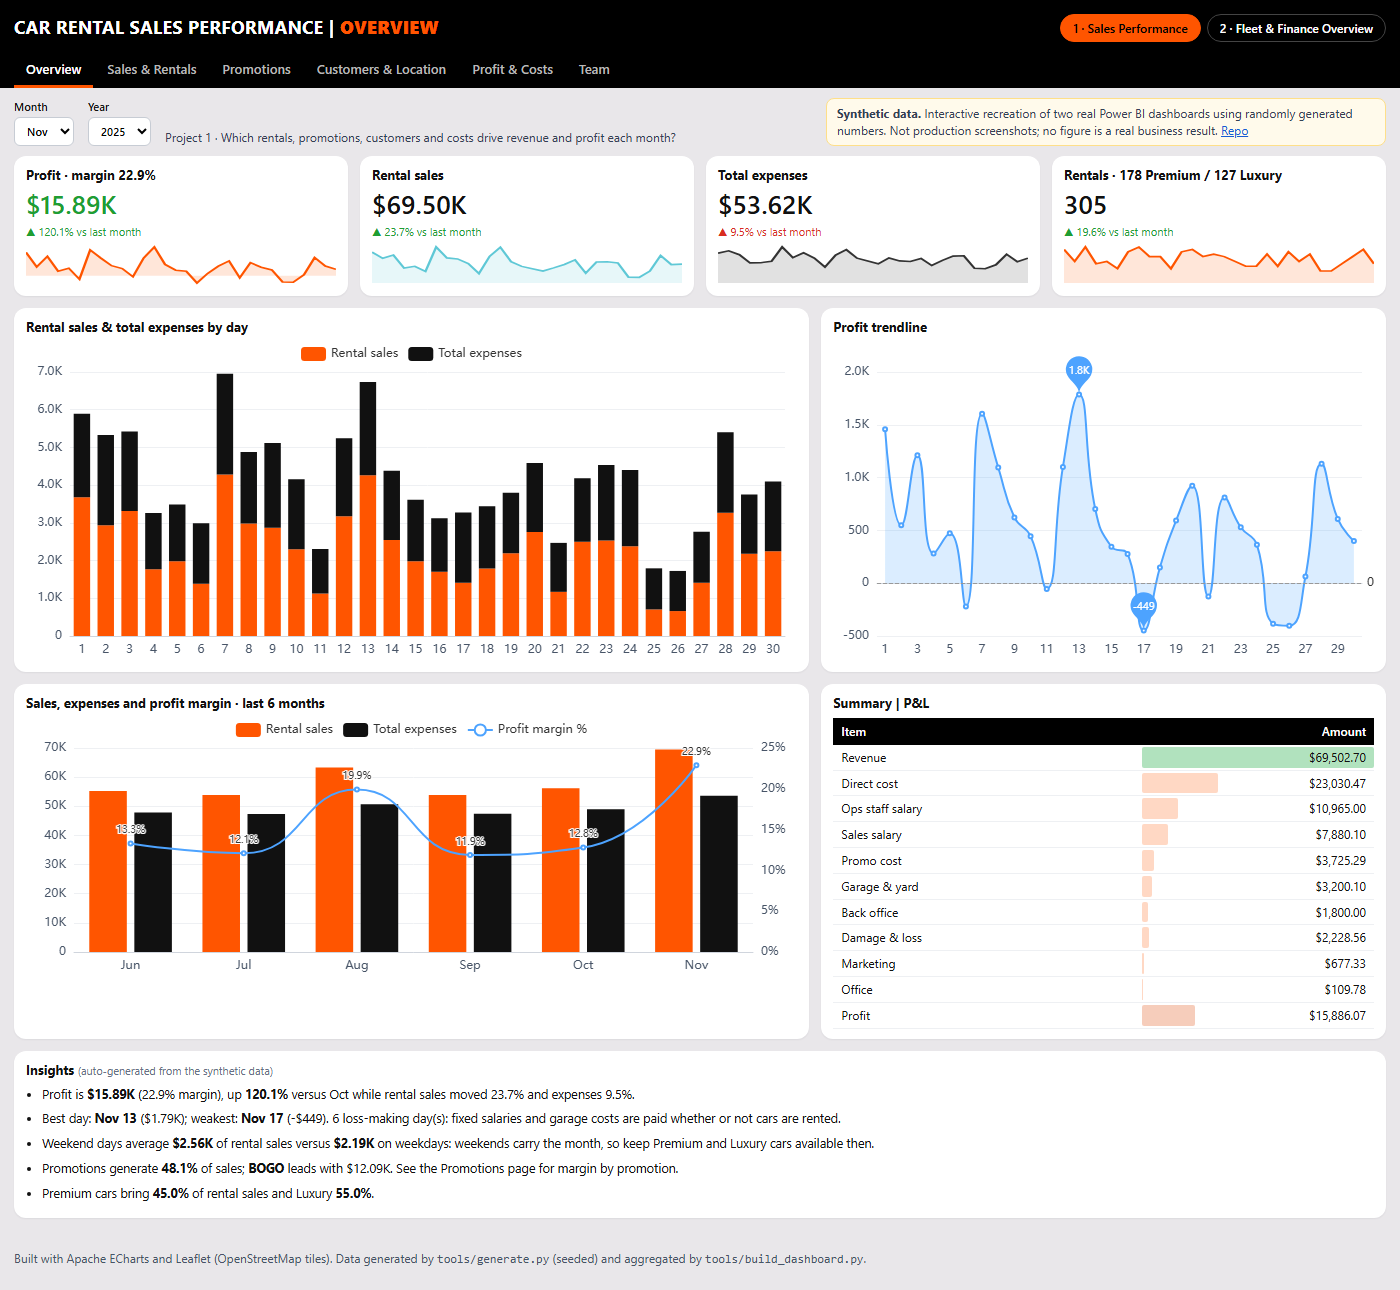 CAR RENTAL SALES PERFORMANCE | OVERVIEW
1 · Sales Performance
2 · Fleet & Finance Overview
Overview
Sales & Rentals
Promotions
Customers & Location
Profit & Costs
Team
Month
Year
Nov
2025
Project 1 · Which rentals, promotions, customers and costs drive revenue and profit each month?
Synthetic data. Interactive recreation of two real Power BI dashboards using randomly generated
numbers. Not production screenshots; no figure is a real business result. Repo
Profit · margin 22.9%
$15.89K
▲ 120.1% vs last month
Rental sales
$69.50K
▲ 23.7% vs last month
Total expenses
$53.62K
▲ 9.5% vs last month
Rentals · 178 Premium / 127 Luxury
305
▲ 19.6% vs last month
Rental sales & total expenses by day
Rental sales
Total expenses
7.0K
6.0K
5.0K
4.0K
3.0K
2.0K
1.0K
0
1 2 3 4 5 6 7 8 9 10 11 12 13 14 15 16 17 18 19 20 21 22 23 24 25 26 27 28 29 30
Profit trendline
2.0K
1.5K
1.0K
500
0
-500
1.8K
-449
0
1 3 5 7 9 11 13 15 17 19 21 23 25 27 29
Sales, expenses and profit margin · last 6 months
Rental sales
Total expenses
Profit margin %
70K
60K
50K
40K
30K
20K
10K
0
25%
20%
15%
10%
5%
0%
13.3%
12.1%
19.9%
11.9%
12.8%
22.9%
Jun Jul Aug Sep Oct Nov
Summary | P&L
Item Amount
Revenue $69,502.70
Direct cost $23,030.47
Ops staff salary $10,965.00
Sales salary $7,880.10
Promo cost $3,725.29
Garage & yard $3,200.10
Back office $1,800.00
Damage & loss $2,228.56
Marketing $677.33
Office $109.78
Profit $15,886.07
Insights (auto-generated from the synthetic data)
• Profit is $15.89K (22.9% margin), up 120.1% versus Oct while rental sales moved 23.7% and expenses 9.5%.
• Best day: Nov 13 ($1.79K); weakest: Nov 17 (-$449). 6 loss-making day(s): fixed salaries and garage costs are paid whether or not cars are rented.
• Weekend days average $2.56K of rental sales versus $2.19K on weekdays: weekends carry the month, so keep Premium and Luxury cars available then.
• Promotions generate 48.1% of sales; BOGO leads with $12.09K. See the Promotions page for margin by promotion.
• Premium cars bring 45.0% of rental sales and Luxury 55.0%.
Built with Apache ECharts and Leaflet (OpenStreetMap tiles). Data generated by tools/generate.py (seeded) and aggregated by tools/build_dashboard.py.